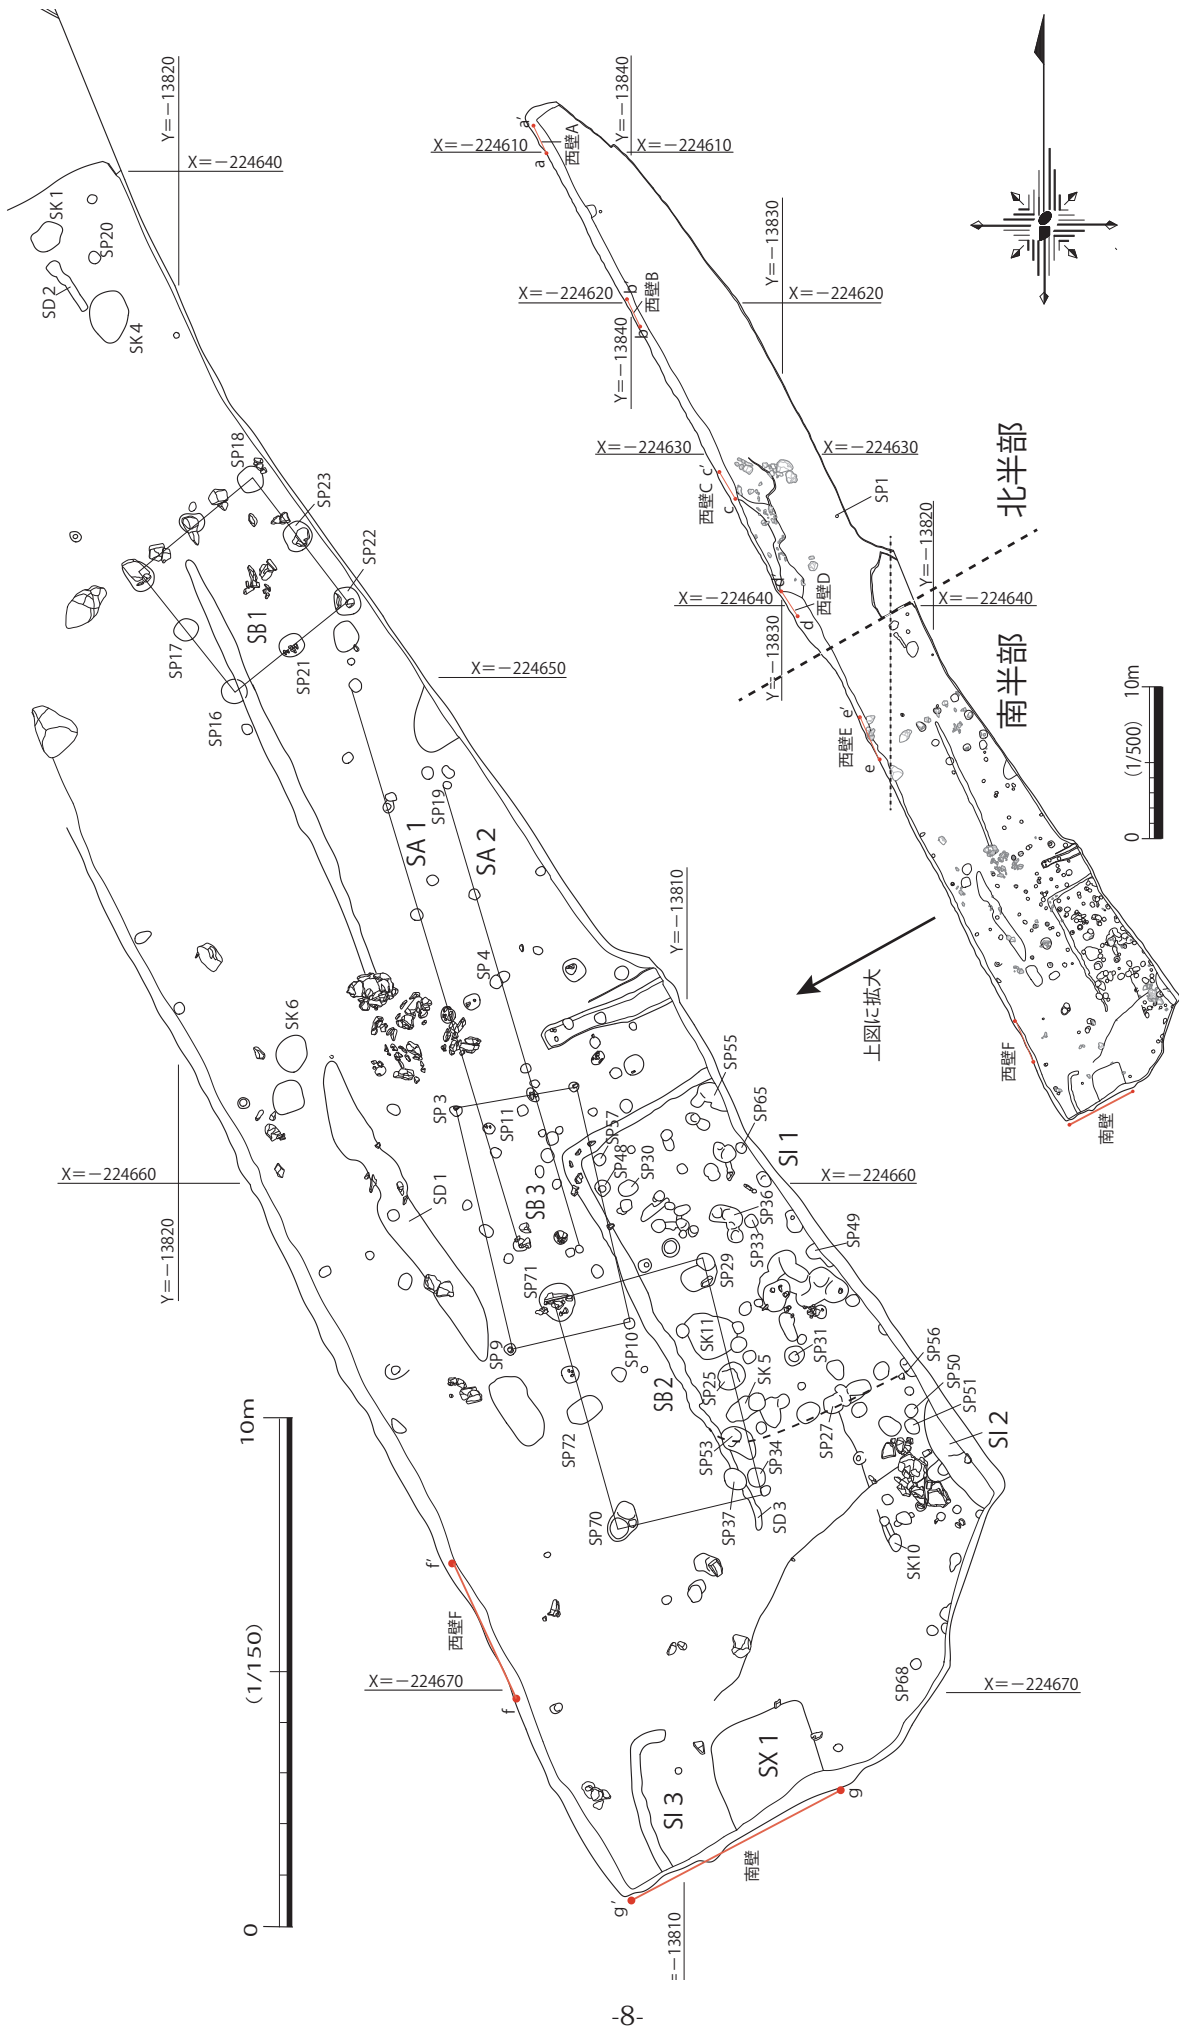 Y=-13820
X=-224640
SK1
SP20
SD2
SK4
SP18
SP23
SP22
SB1
SP17
SP21
SP16
X=-224650
SP19
SA1
SA2
SP4
Y=-13810
SK6
SP3
SP11
SP57
SP55
SP48
SP30
SP65
SI1
X=-224660
X=-224660
Y=-13820
SD1
SB3
SP36
SP33
SP49
SP71
SP29
SP9
SP10
SK11
SP31
SB2
SP25
SK5
SP56
SP50
SP51
SP72
SP53
SP34
SP27
SI2
SP70
SP37
SD3
SK10
f'
西壁F
f
X=-224670
SP68
X=-224670
SI3
SX1
g
南壁
g'
=-13810
0
(1/150)
10m
a'
a
西壁A
X=-224610
Y=-13840
X=-224610
b'
b
西壁B
X=-224620
Y=-13840
Y=-13830
X=-224620
X=-224630
西壁C
c'
c
X=-224630
SP1
d'
d
西壁D
X=-224640
Y=-13830
Y=-13820
X=-224640
北半部
南半部
西壁E
e'
e
0
(1/500)
10m
上図に拡大
西壁F
南壁
-8-